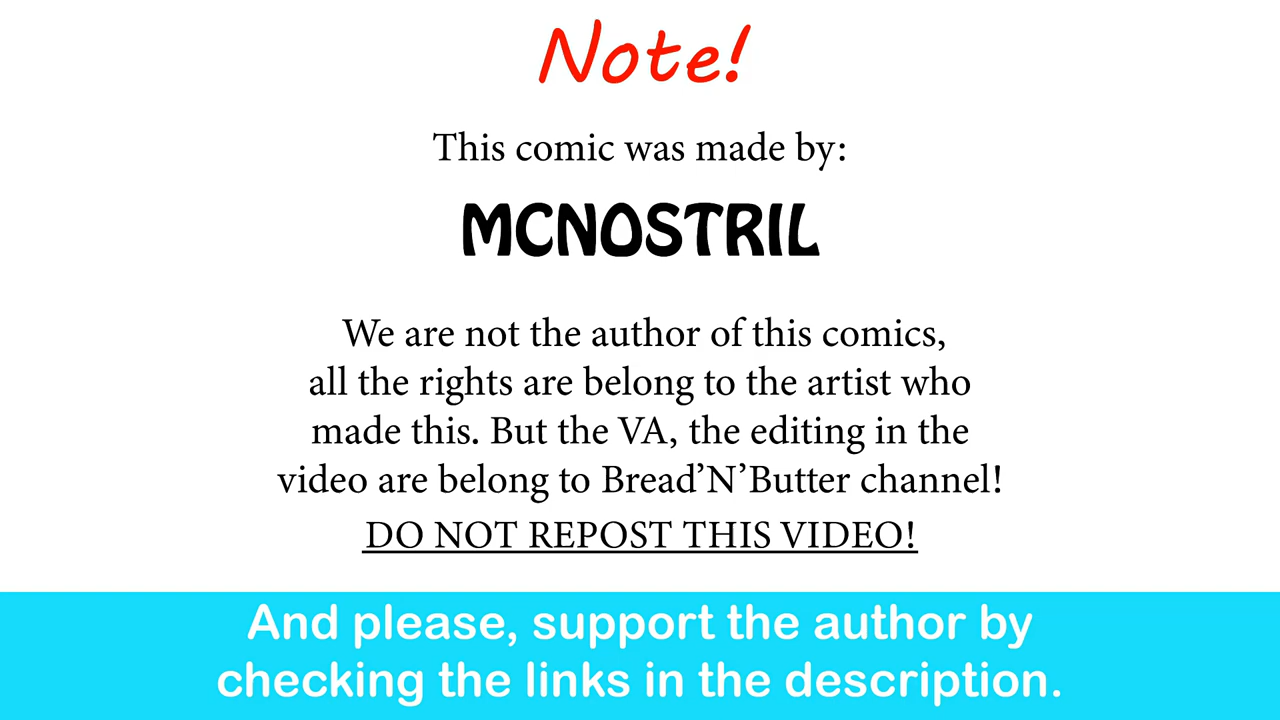 Note!
This comic was made by:
MCNOSTRIL
We are not the author of this comics,
all the rights are belong to the artist who
made this. But the VA, the editing in the
video are belong to Bread’N’Butter channel!
DO NOT REPOST THIS VIDEO!
And please, support the author by
checking the links in the description.